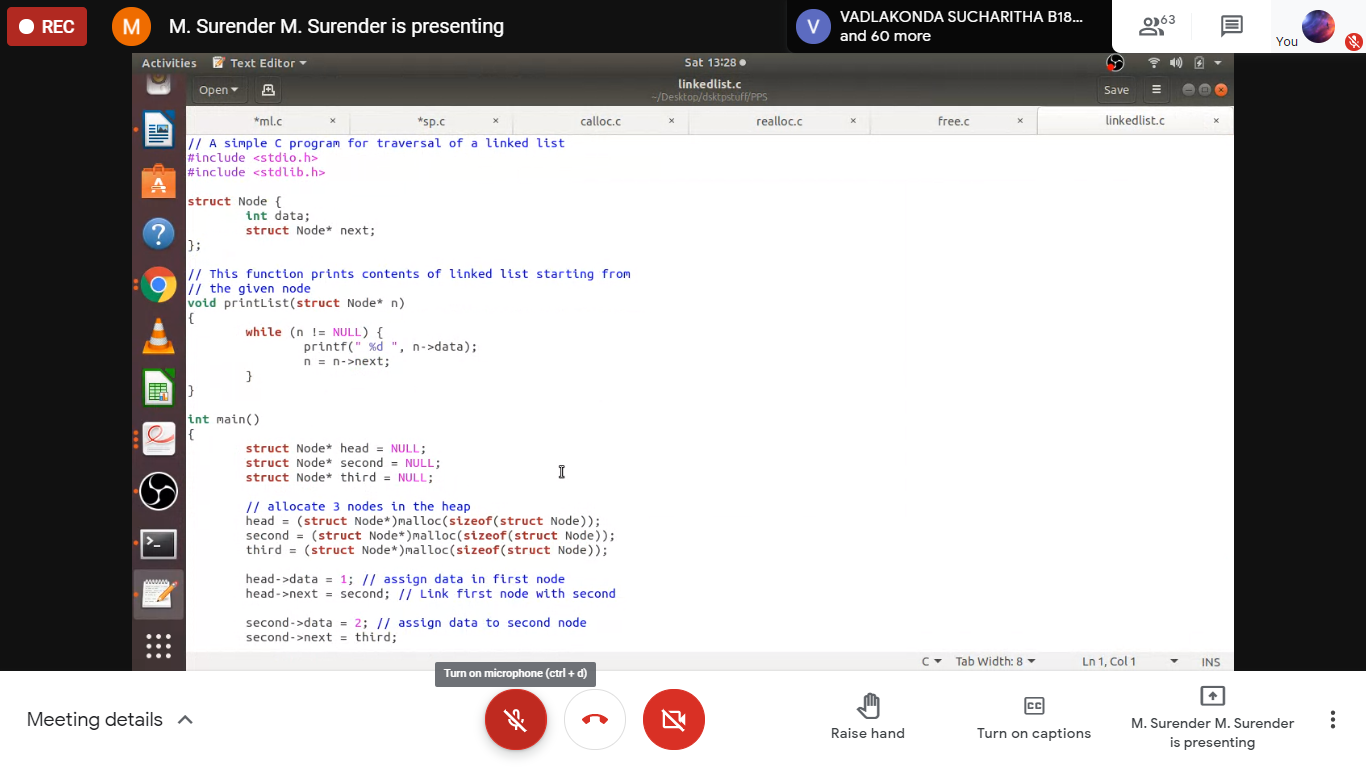 REC
M
M. Surender M. Surender is presenting
V
VADLAKONDA SUCHARITHA B18...
and 60 more
63
You
Activities
Text Editor
Sat 13:28
Open
linkedlist.c
~/Desktop/dsktpstuff/PPS
Save
*ml.c × *sp.c × calloc.c × realloc.c × free.c × linkedlist.c ×
// A simple C program for traversal of a linked list
#include <stdio.h>
#include <stdlib.h>
struct Node {
int data;
struct Node* next;
};
// This function prints contents of linked list starting from
// the given node
void printList(struct Node* n)
{
while (n != NULL) {
printf(" %d ", n->data);
n = n->next;
}
}
int main()
{
struct Node* head = NULL;
struct Node* second = NULL;
struct Node* third = NULL;
// allocate 3 nodes in the heap
head = (struct Node*)malloc(sizeof(struct Node));
second = (struct Node*)malloc(sizeof(struct Node));
third = (struct Node*)malloc(sizeof(struct Node));
head->data = 1; // assign data in first node
head->next = second; // Link first node with second
second->data = 2; // assign data to second node
second->next = third;
C Tab Width: 8 Ln 1, Col 1 INS
Turn on microphone (ctrl + d)
Meeting details
Raise hand
CC
Turn on captions
M. Surender M. Surender
is presenting